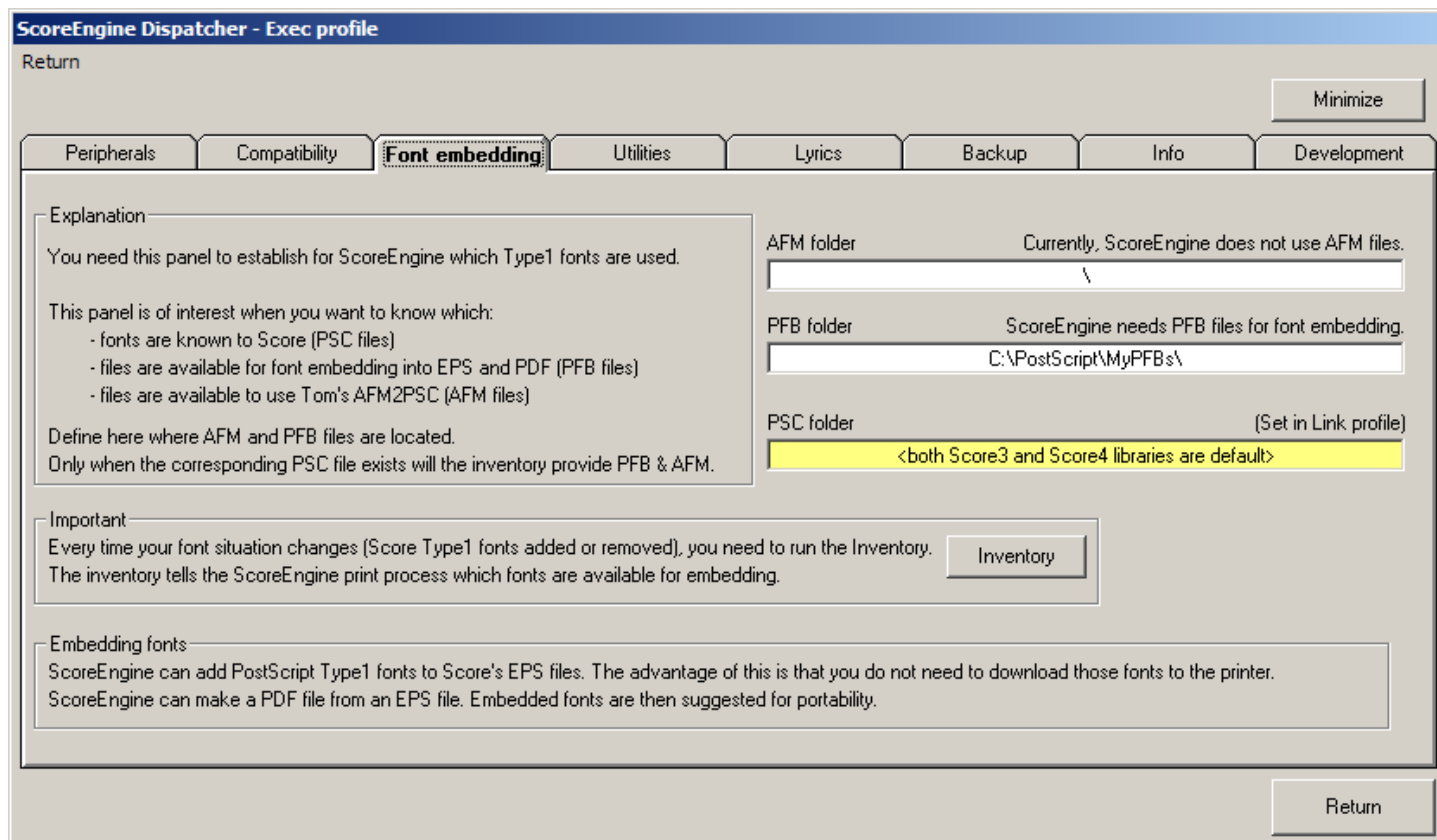 ScoreEngine Dispatcher - Exec profile
Return
Minimize
Peripherals
Compatibility
Font embedding
Utilities
Lyrics
Backup
Info
Development
Explanation
You need this panel to establish for ScoreEngine which Type1 fonts are used.
This panel is of interest when you want to know which:
- fonts are known to Score (PSC files)
- files are available for font embedding into EPS and PDF (PFB files)
- files are available to use Tom's AFM2PSC (AFM files)
Define here where AFM and PFB files are located.
Only when the corresponding PSC file exists will the inventory provide PFB & AFM.
AFM folder
Currently, ScoreEngine does not use AFM files.
\
PFB folder
ScoreEngine needs PFB files for font embedding.
C:\PostScript\MyPFBs\
PSC folder
(Set in Link profile)
<both Score3 and Score4 libraries are default>
Important
Every time your font situation changes (Score Type1 fonts added or removed), you need to run the Inventory.
The inventory tells the ScoreEngine print process which fonts are available for embedding.
Inventory
Embedding fonts
ScoreEngine can add PostScript Type1 fonts to Score's EPS files. The advantage of this is that you do not need to download those fonts to the printer.
ScoreEngine can make a PDF file from an EPS file. Embedded fonts are then suggested for portability.
Return